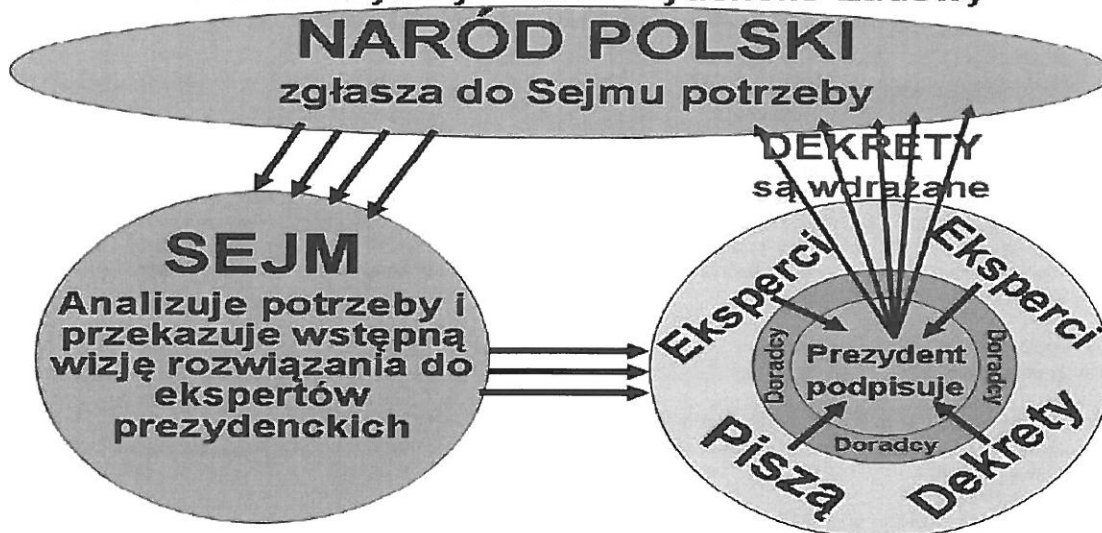 NARÓD POLSKI
zgłasza do Sejmu potrzeby
DEKRETY
są wdrażane
SEJM
Analizuje potrzeby i
przekazuje wstępną
wizję rozwiązania do
ekspertów
prezydenckich
Eksperci
Eksperci
Doradcy
Prezydent
podpisuje
Doradcy
Doradcy
Piszą
Dekrety